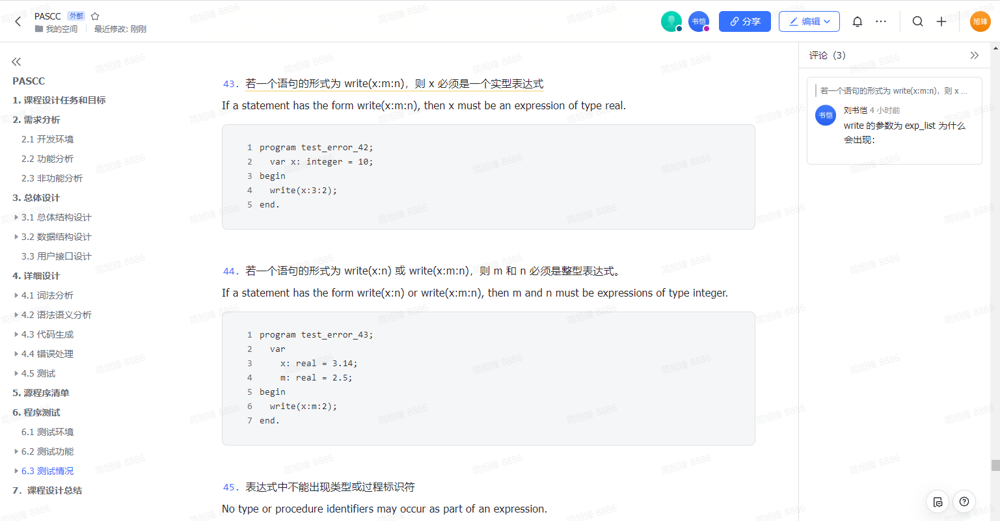 PASCC 外部
我的空间 最近修改: 刚刚
书恺
分享
编辑
旭锋
PASCC
1. 课程设计任务和目标
2. 需求分析
2.1 开发环境
2.2 功能分析
2.3 非功能分析
3. 总体设计
3.1 总体结构设计
3.2 数据结构设计
3.3 用户接口设计
4. 详细设计
4.1 词法分析
4.2 语法语义分析
4.3 代码生成
4.4 错误处理
4.5 测试
5. 源程序清单
6. 程序测试
6.1 测试环境
6.2 测试功能
6.3 测试情况
7. 课程设计总结
43. 若一个语句的形式为 write(x:m:n)，则 x 必须是一个实型表达式
If a statement has the form write(x:m:n), then x must be an expression of type real.
1 program test_error_42;
2 var x: integer = 10;
3 begin
4 write(x:3:2);
5 end.
44. 若一个语句的形式为 write(x:n) 或 write(x:m:n)，则 m 和 n 必须是整型表达式。
If a statement has the form write(x:n) or write(x:m:n), then m and n must be expressions of type integer.
1 program test_error_43;
2 var
3 x: real = 3.14;
4 m: real = 2.5;
5 begin
6 write(x:m:2);
7 end.
45. 表达式中不能出现类型或过程标识符
No type or procedure identifiers may occur as part of an expression.
评论（3）
若一个语句的形式为 write(x:m:n)，则 x ...
书恺
刘书恺 4 小时前
write 的参数为 exp_list 为什么
会出现：
简旭锋 8886